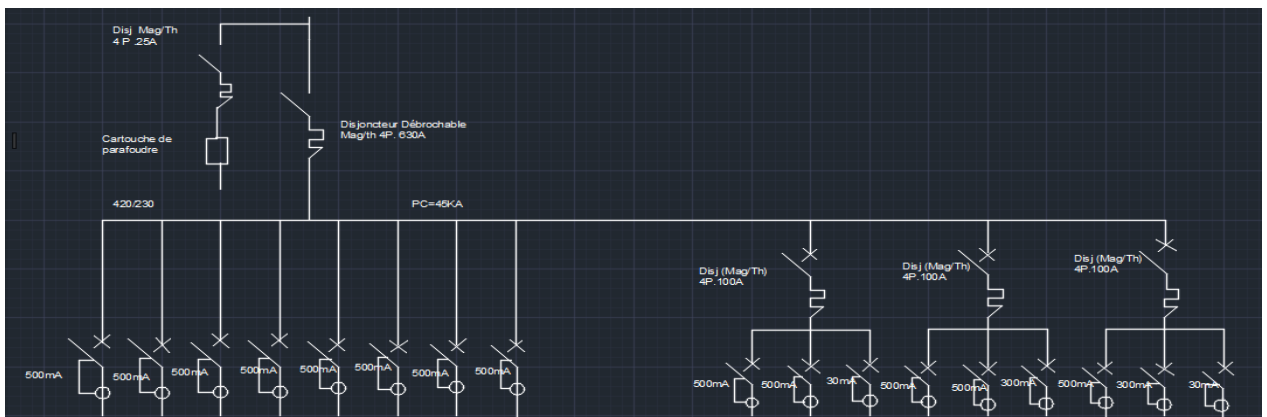 Disj Mag/Th
4 P .25A
Disjoncteur Débrochable
Mag/th 4P. 630A
Cartouche de
parafoudre
420/230
PC=45KA
Disj (Mag/Th)
4P.100A
Disj (Mag/Th)
4P.100A
Disj (Mag/Th)
4P.100A
500mA
500mA
500mA
500mA
500mA
500mA
500mA
500mA
500mA
500mA
30mA
500mA
500mA
300mA
500mA
300mA
30mA